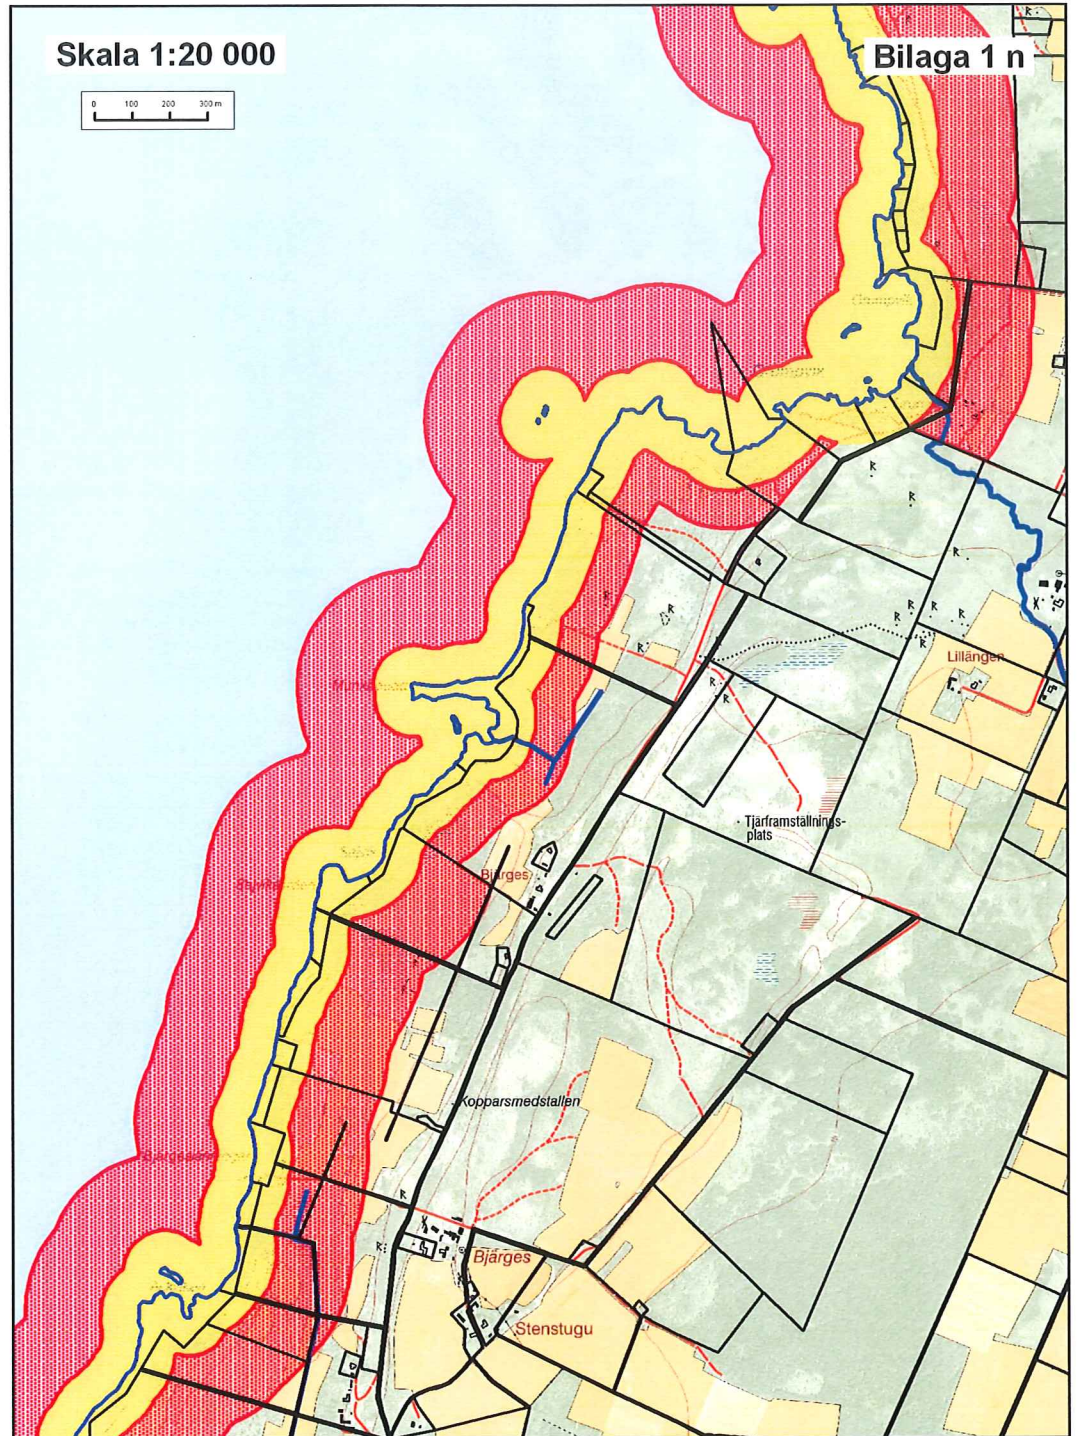 Skala 1:20 000
Bilaga 1 n
0 100 200 300 m
R
R
R
R
R
R
R
R
R
R
R
R
R
Lillängen
Tjärframställnings-
plats
Bjärges
Kopparsmedstallen
R
R
Bjärges
Stenstugu